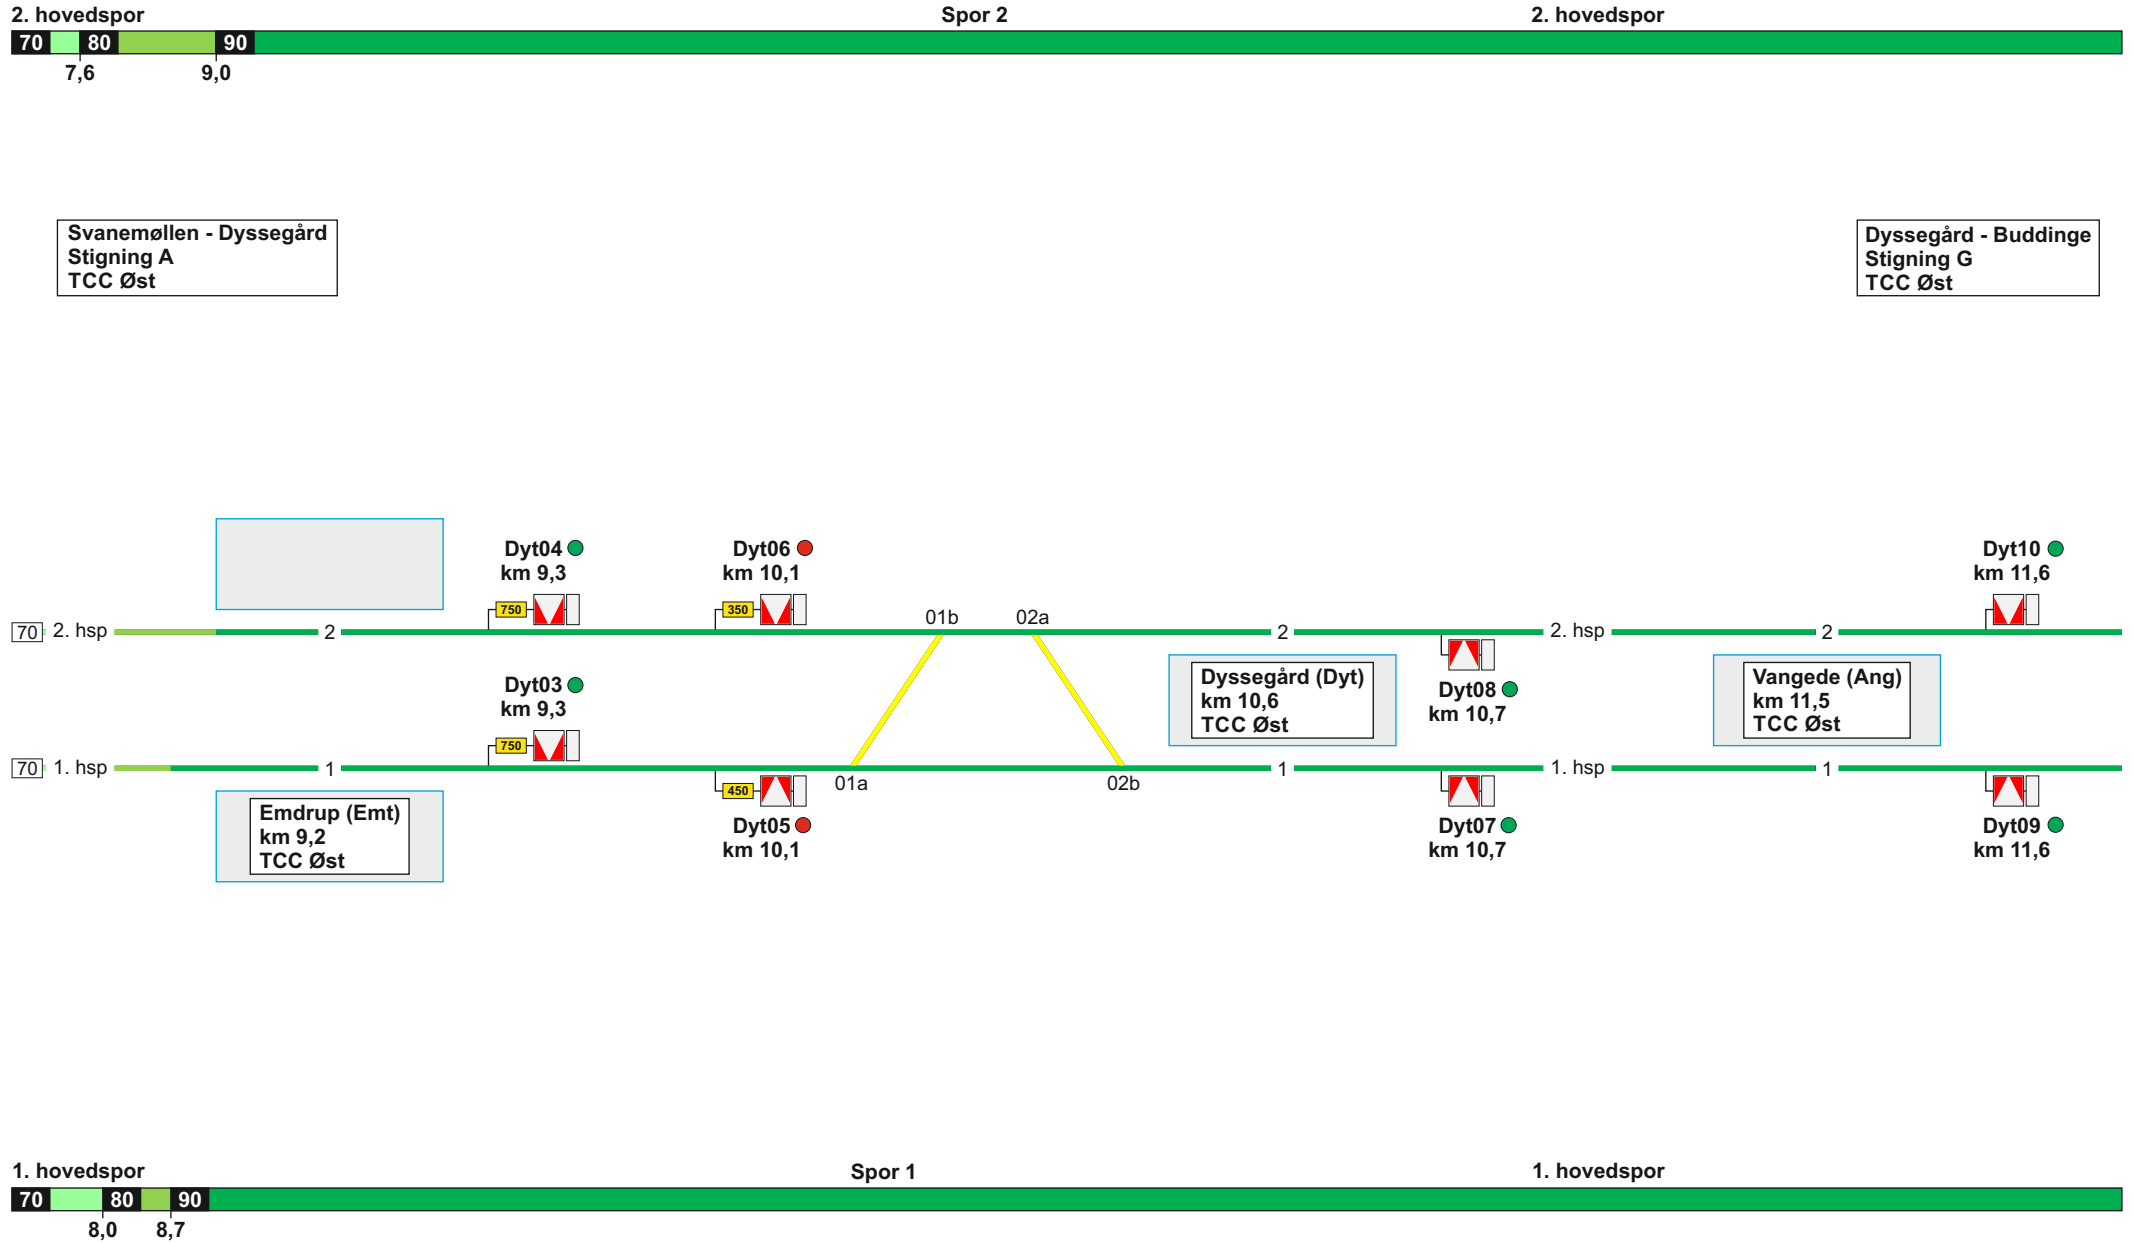 2. hovedspor
Spor 2
2. hovedspor
70
80
90
7,6
9,0
Svanemøllen - Dyssegård
Stigning A
TCC Øst
Dyssegård - Buddinge
Stigning G
TCC Øst
Dyt04
km 9,3
750
Dyt06
km 10,1
350
Dyt10
km 11,6
01b
02a
70
2. hsp
2
2
2. hsp
2
Dyt03
km 9,3
750
Dyssegård (Dyt)
km 10,6
TCC Øst
Dyt08
km 10,7
Vangede (Ang)
km 11,5
TCC Øst
70
1. hsp
1
1
1. hsp
1
01a
02b
Emdrup (Emt)
km 9,2
TCC Øst
450
Dyt05
km 10,1
Dyt07
km 10,7
Dyt09
km 11,6
1. hovedspor
Spor 1
1. hovedspor
70
80
90
8,0
8,7